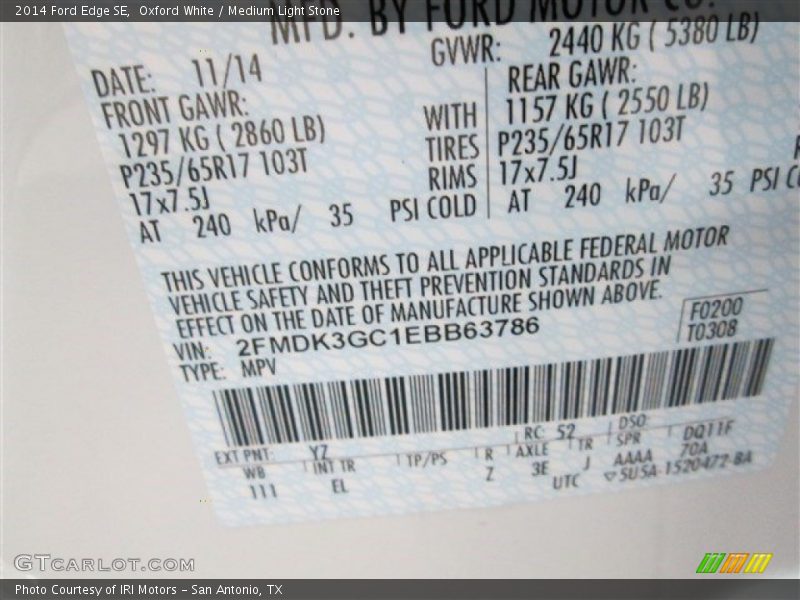 2014 Ford Edge SE, Oxford White / Medium Light Stone
MFD. BY FORD MOTOR CO.
GVWR: 2440 KG ( 5380 LB)
DATE: 11/14
FRONT GAWR:
1297 KG ( 2860 LB)
P235/65R17 103T
17x7.5J
AT 240 kPa/ 35 PSI COLD
WITH
TIRES
RIMS
REAR GAWR:
1157 KG ( 2550 LB)
P235/65R17 103T
17x7.5J
AT 240 kPa/ 35 PSI
THIS VEHICLE CONFORMS TO ALL APPLICABLE FEDERAL MOTOR
VEHICLE SAFETY AND THEFT PREVENTION STANDARDS IN
EFFECT ON THE DATE OF MANUFACTURE SHOWN ABOVE.
VIN: 2FMDK3GC1EBB63786
TYPE: MPV
F0200
T0308
EXT PNT: YZ RC: 52 DSO:
WB INT TR TP/PS R AXLE TR SPR DQ11F
111 EL Z 3E J AAAA 70A
UTC ▽5USA 1520472-BA
GTCARLOT.COM
Photo Courtesy of IRI Motors – San Antonio, TX